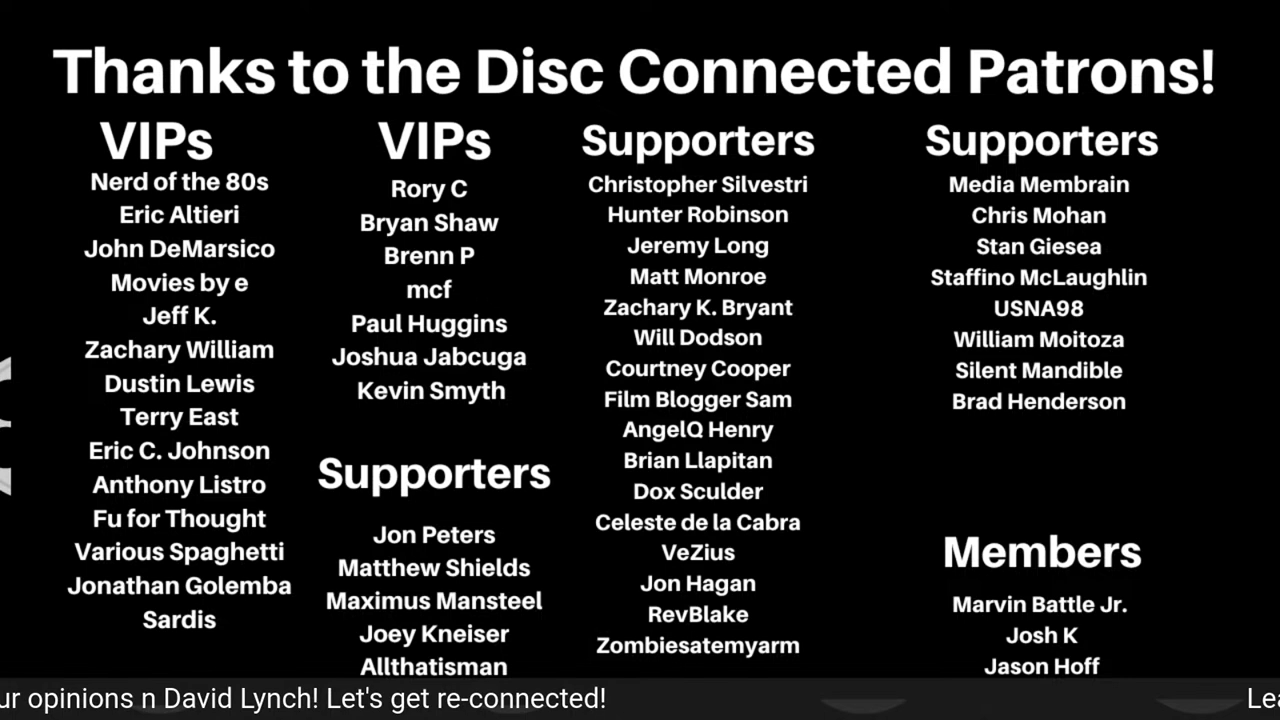 Thanks to the Disc Connected Patrons!
VIPs
Nerd of the 80s
Eric Altieri
John DeMarsico
Movies by e
Jeff K.
Zachary William
Dustin Lewis
Terry East
Eric C. Johnson
Anthony Listro
Fu for Thought
Various Spaghetti
Jonathan Golemba
Sardis
VIPs
Rory C
Bryan Shaw
Brenn P
mcf
Paul Huggins
Joshua Jabcuga
Kevin Smyth
Supporters
Jon Peters
Matthew Shields
Maximus Mansteel
Joey Kneiser
Allthatisman
Supporters
Christopher Silvestri
Hunter Robinson
Jeremy Long
Matt Monroe
Zachary K. Bryant
Will Dodson
Courtney Cooper
Film Blogger Sam
AngelQ Henry
Brian Llapitan
Dox Sculder
Celeste de la Cabra
VeZius
Jon Hagan
RevBlake
Zombiesatemyarm
Supporters
Media Membrain
Chris Mohan
Stan Giesea
Staffino McLaughlin
USNA98
William Moitoza
Silent Mandible
Brad Henderson
Members
Marvin Battle Jr.
Josh K
Jason Hoff
ur opinions n David Lynch! Let's get re-connected! Lea